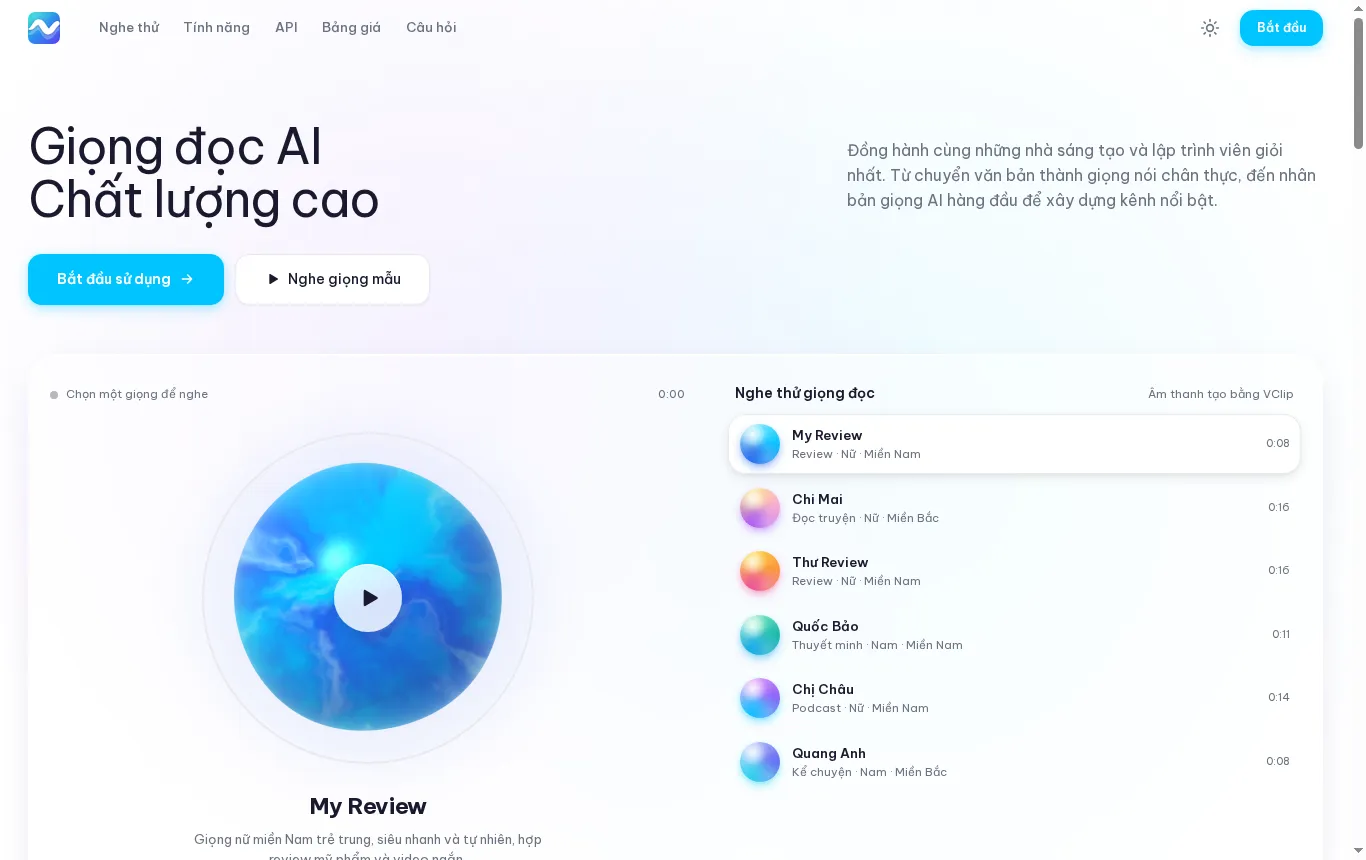 Nghe thử
Tính năng
API
Bảng giá
Câu hỏi
Bắt đầu
Giọng đọc AI
Chất lượng cao
Đồng hành cùng những nhà sáng tạo và lập trình viên giỏi
nhất. Từ chuyển văn bản thành giọng nói chân thực, đến nhân
bản giọng AI hàng đầu để xây dựng kênh nổi bật.
Bắt đầu sử dụng →
Nghe giọng mẫu
Chọn một giọng để nghe
0:00
My Review
Giọng nữ miền Nam trẻ trung, siêu nhanh và tự nhiên, hợp
review mỹ phẩm và video ngắn.
Nghe thử giọng đọc
Âm thanh tạo bằng VClip
My Review
Review · Nữ · Miền Nam
0:08
Chi Mai
Đọc truyện · Nữ · Miền Bắc
0:16
Thư Review
Review · Nữ · Miền Nam
0:16
Quốc Bảo
Thuyết minh · Nam · Miền Nam
0:11
Chị Châu
Podcast · Nữ · Miền Nam
0:14
Quang Anh
Kể chuyện · Nam · Miền Bắc
0:08